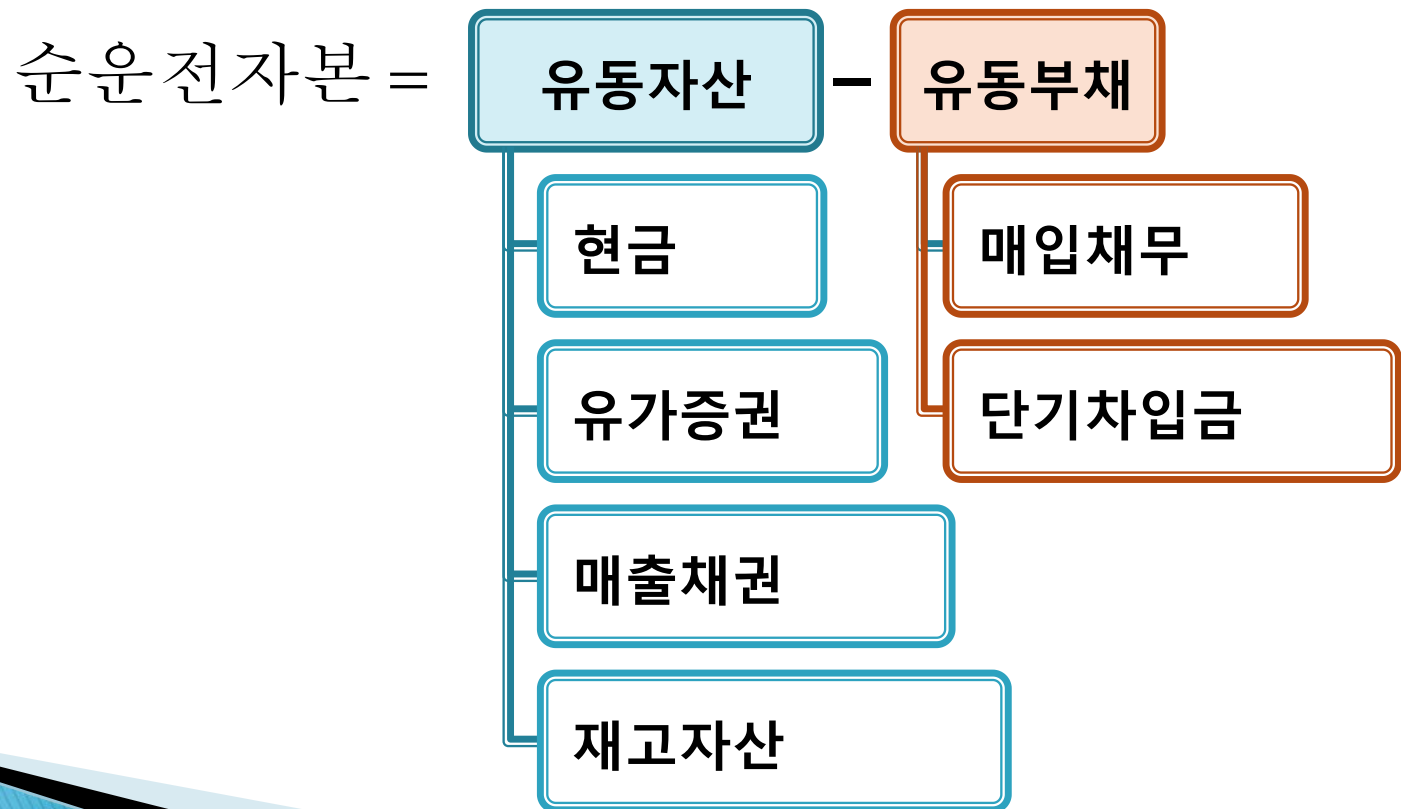 순운전자본 = 유동자산 - 유동부채
현금
유가증권
매출채권
재고자산
매입채무
단기차입금